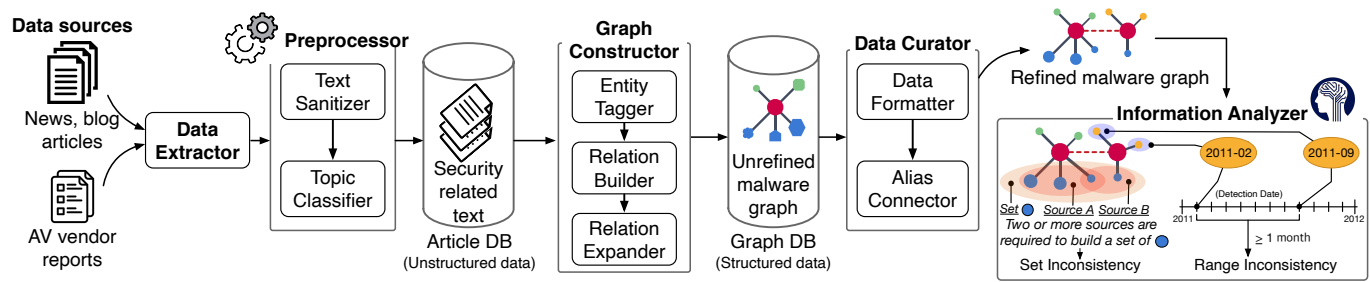 Data sources
News, blog
articles
AV vendor
reports
Data
Extractor
Preprocessor
Text
Sanitizer
Topic
Classifier
Security
related
text
Article DB
(Unstructured data)
Graph
Constructor
Entity
Tagger
Relation
Builder
Relation
Expander
Unrefined
malware
graph
Graph DB
(Structured data)
Data Curator
Data
Formatter
Alias
Connector
Refined malware graph
Information Analyzer
Set
Source A
Source B
Two or more sources are
required to build a set of
Set Inconsistency
2011-02
2011-09
(Detection Date)
2011
2012
≥ 1 month
Range Inconsistency